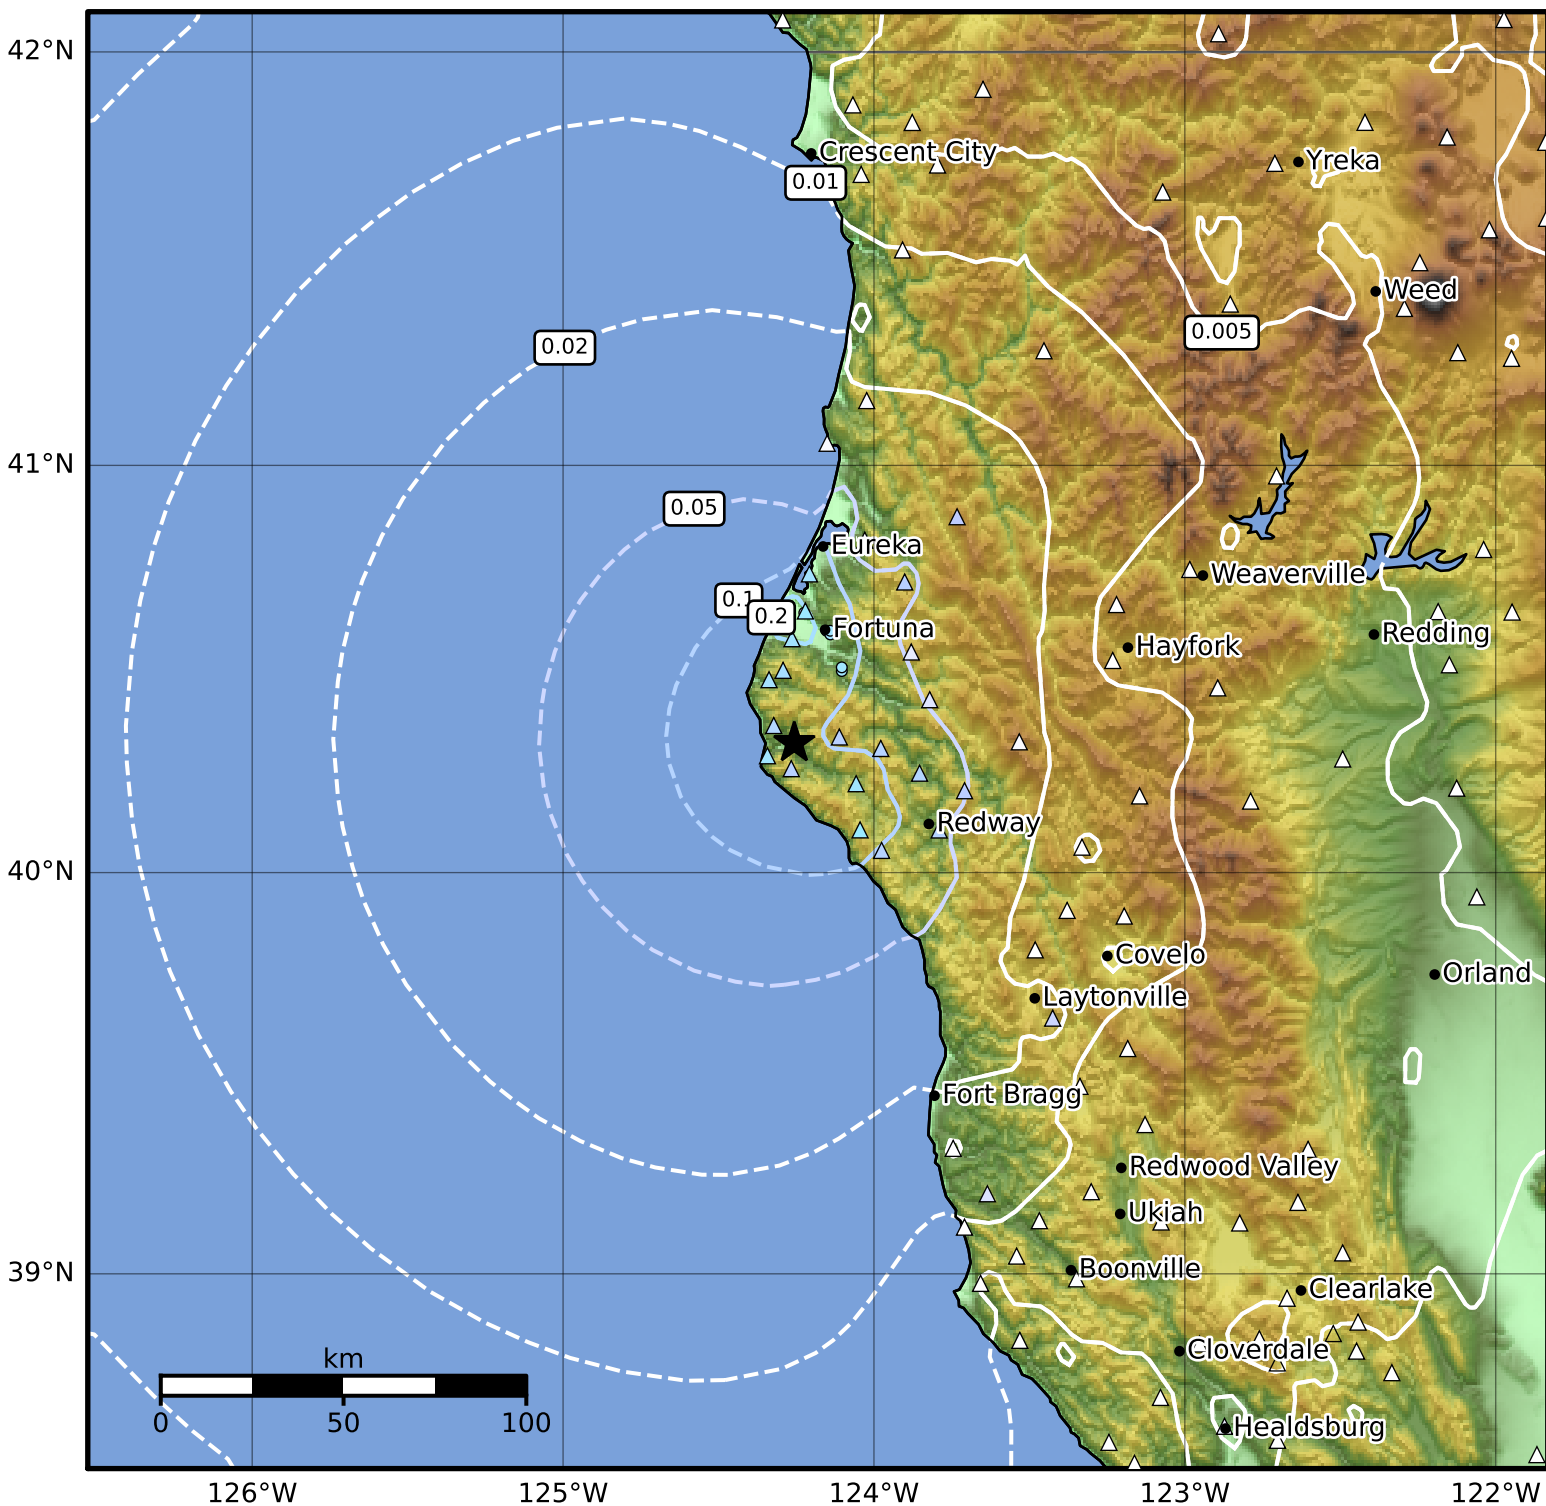 42°N
Crescent City
Yreka
0.01
Weed
0.005
0.02
41°N
0.05
Eureka
Weaverville
0.1
0.2
Fortuna
Redding
Hayfork
Redway
40°N
Covelo
Orland
Laytonville
Fort Bragg
Redwood Valley
Ukiah
39°N
Boonville
Clearlake
Cloverdale
km
0 50 100
Healdsburg
126°W 125°W 124°W 123°W 122°W